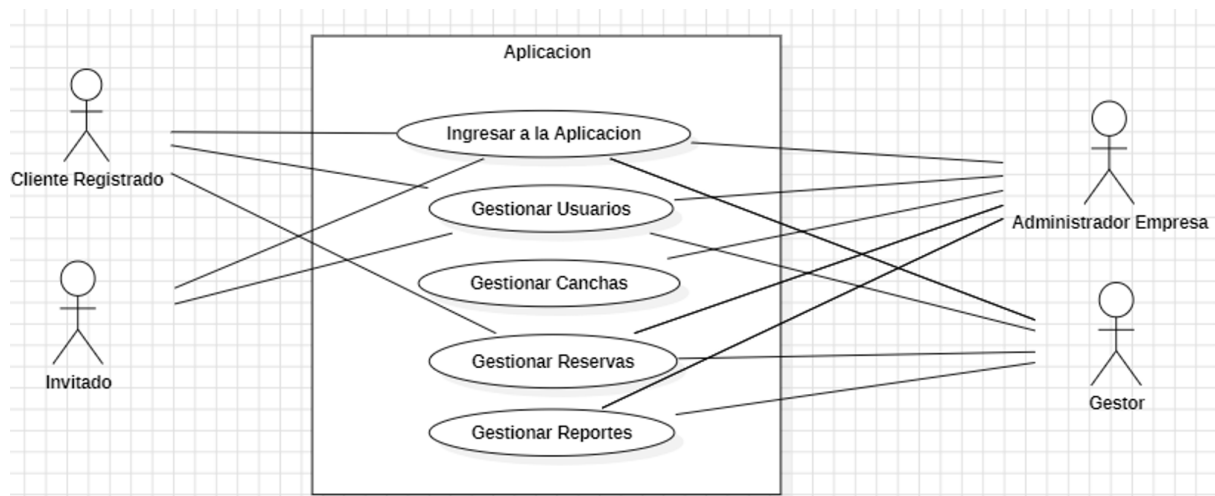 Aplicacion
Cliente Registrado
Invitado
Ingresar a la Aplicacion
Gestionar Usuarios
Gestionar Canchas
Gestionar Reservas
Gestionar Reportes
Administrador Empresa
Gestor